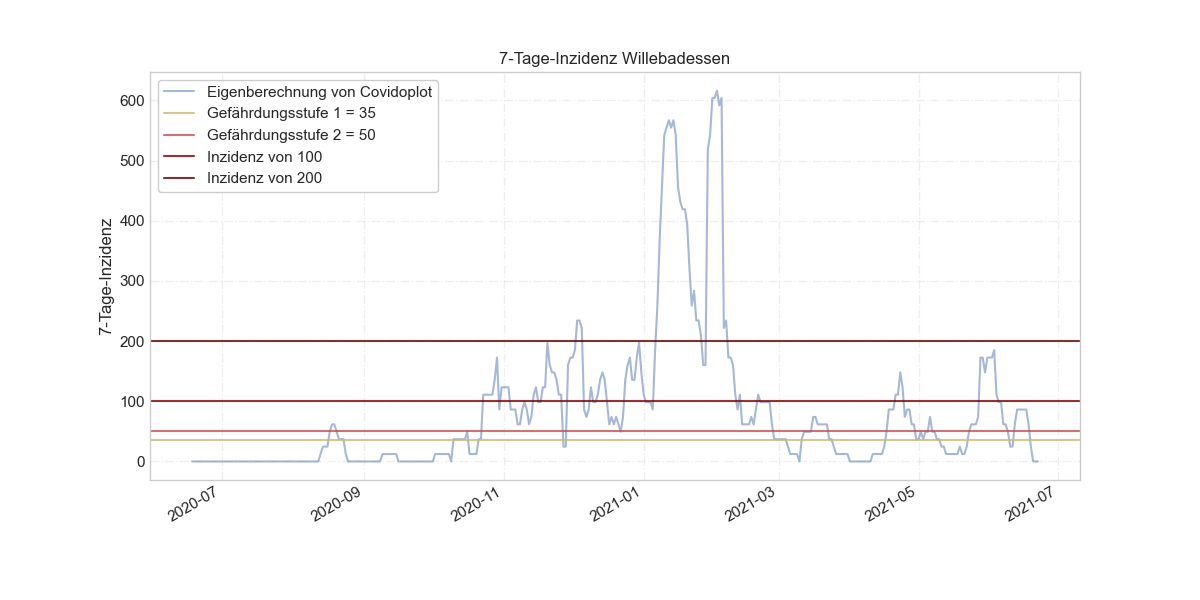 7-Tage-Inzidenz Willebadessen
Eigenberechnung von Covidoplot
Gefährdungsstufe 1 = 35
Gefährdungsstufe 2 = 50
Inzidenz von 100
Inzidenz von 200
7-Tage-Inzidenz
600
500
400
300
200
100
0
2020-07
2020-09
2020-11
2021-01
2021-03
2021-05
2021-07